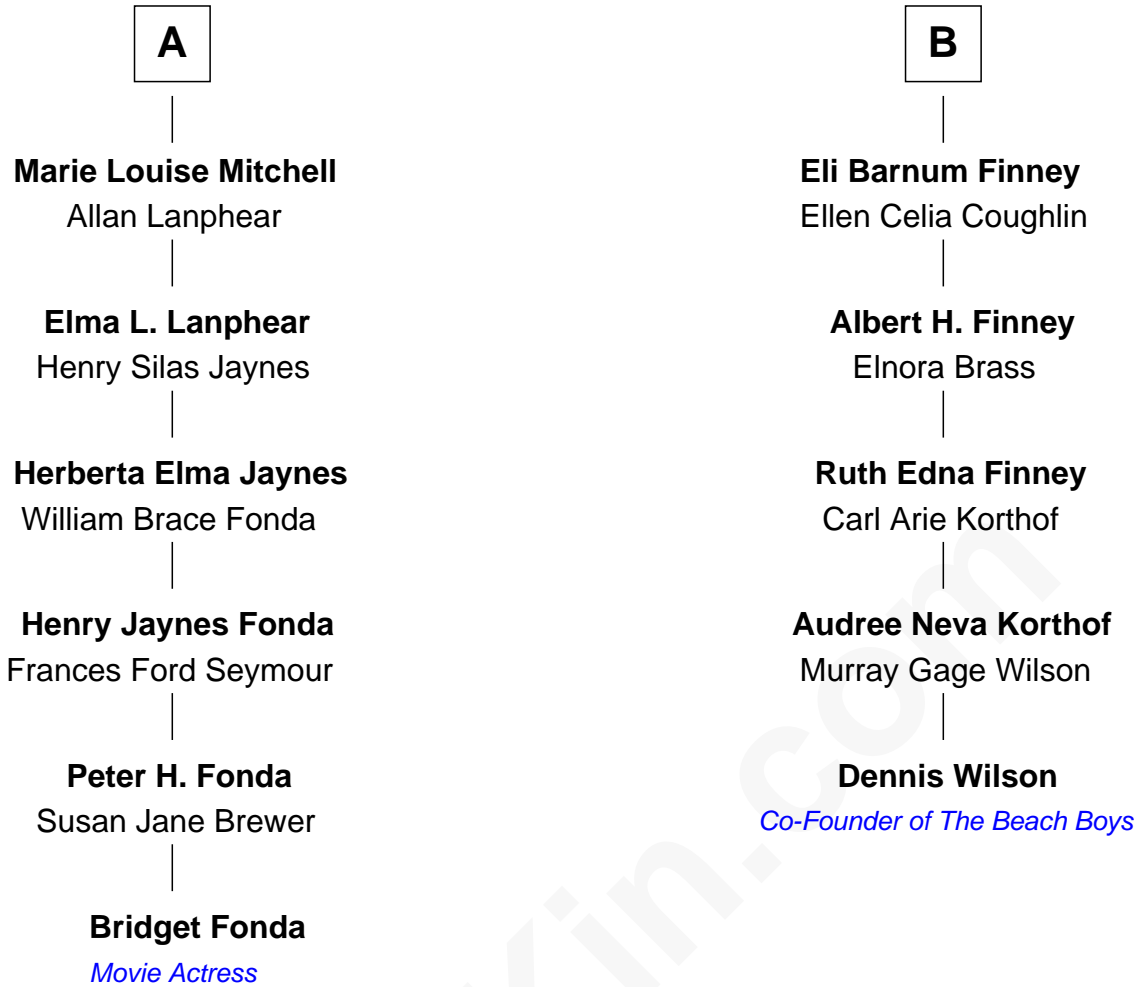 A
Marie Louise Mitchell
Allan Lanphear
Elma L. Lanphear
Henry Silas Jaynes
Herberta Elma Jaynes
William Brace Fonda
Henry Jaynes Fonda
Frances Ford Seymour
Peter H. Fonda
Susan Jane Brewer
Bridget Fonda
Movie Actress
B
Eli Barnum Finney
Ellen Celia Coughlin
Albert H. Finney
Elnora Brass
Ruth Edna Finney
Carl Arie Korthof
Audree Neva Korthof
Murray Gage Wilson
Dennis Wilson
Co-Founder of The Beach Boys
Kin.com